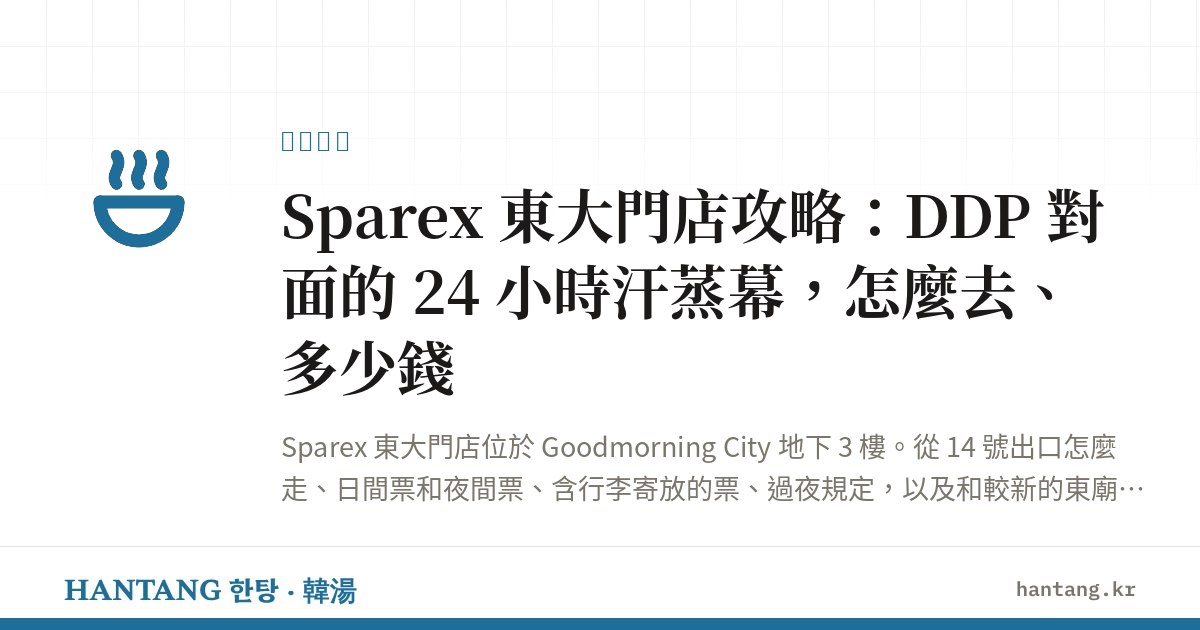 Sparex 東大門店攻略：DDP 對
面的 24 小時汗蒸幕，怎麼去、
多少錢
Sparex 東大門店位於 Goodmorning City 地下 3 樓。從 14 號出口怎麼
走、日間票和夜間票、含行李寄放的票、過夜規定，以及和較新的東廟…
HANTANG 한탕 · 韓湯
hantang.kr